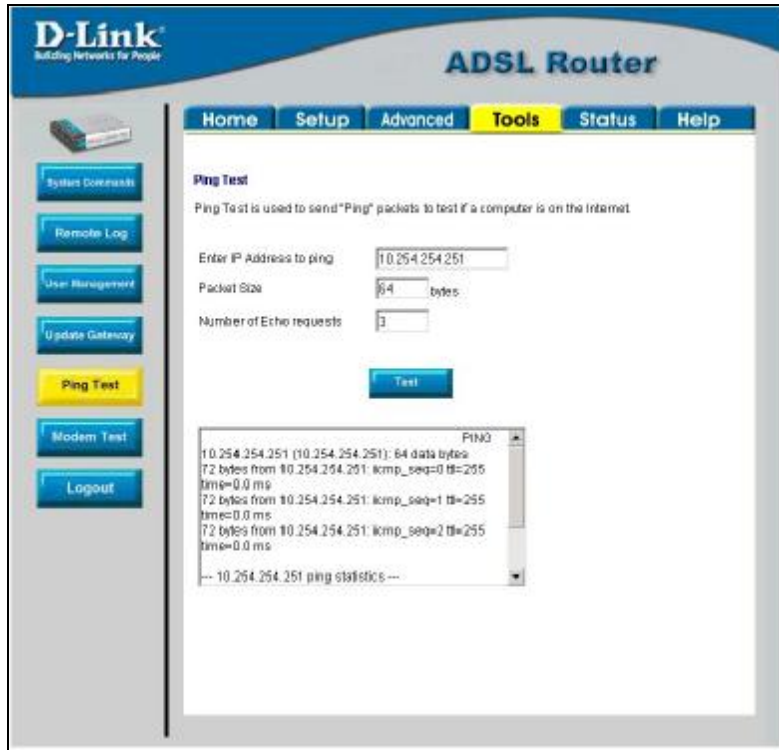 D-Link
Building Networks for People
ADSL Router
Home Setup Advanced Tools Status Help
System Commands
Remote Log
User Management
Update Gateway
Ping Test
Modem Test
Logout
Ping Test
Ping Test is used to send "Ping" packets to test if a computer is on the Internet.
Enter IP Address to ping 10.254.254.251
Packet Size 64 bytes
Number of Echo requests 3
Test
PING
10.254.254.251 (10.254.254.251): 64 data bytes
72 bytes from 10.254.254.251: icmp_seq=0 ttl=255
time=0.0 ms
72 bytes from 10.254.254.251: icmp_seq=1 ttl=255
time=0.0 ms
72 bytes from 10.254.254.251: icmp_seq=2 ttl=255
time=0.0 ms
--- 10.254.254.251 ping statistics ---